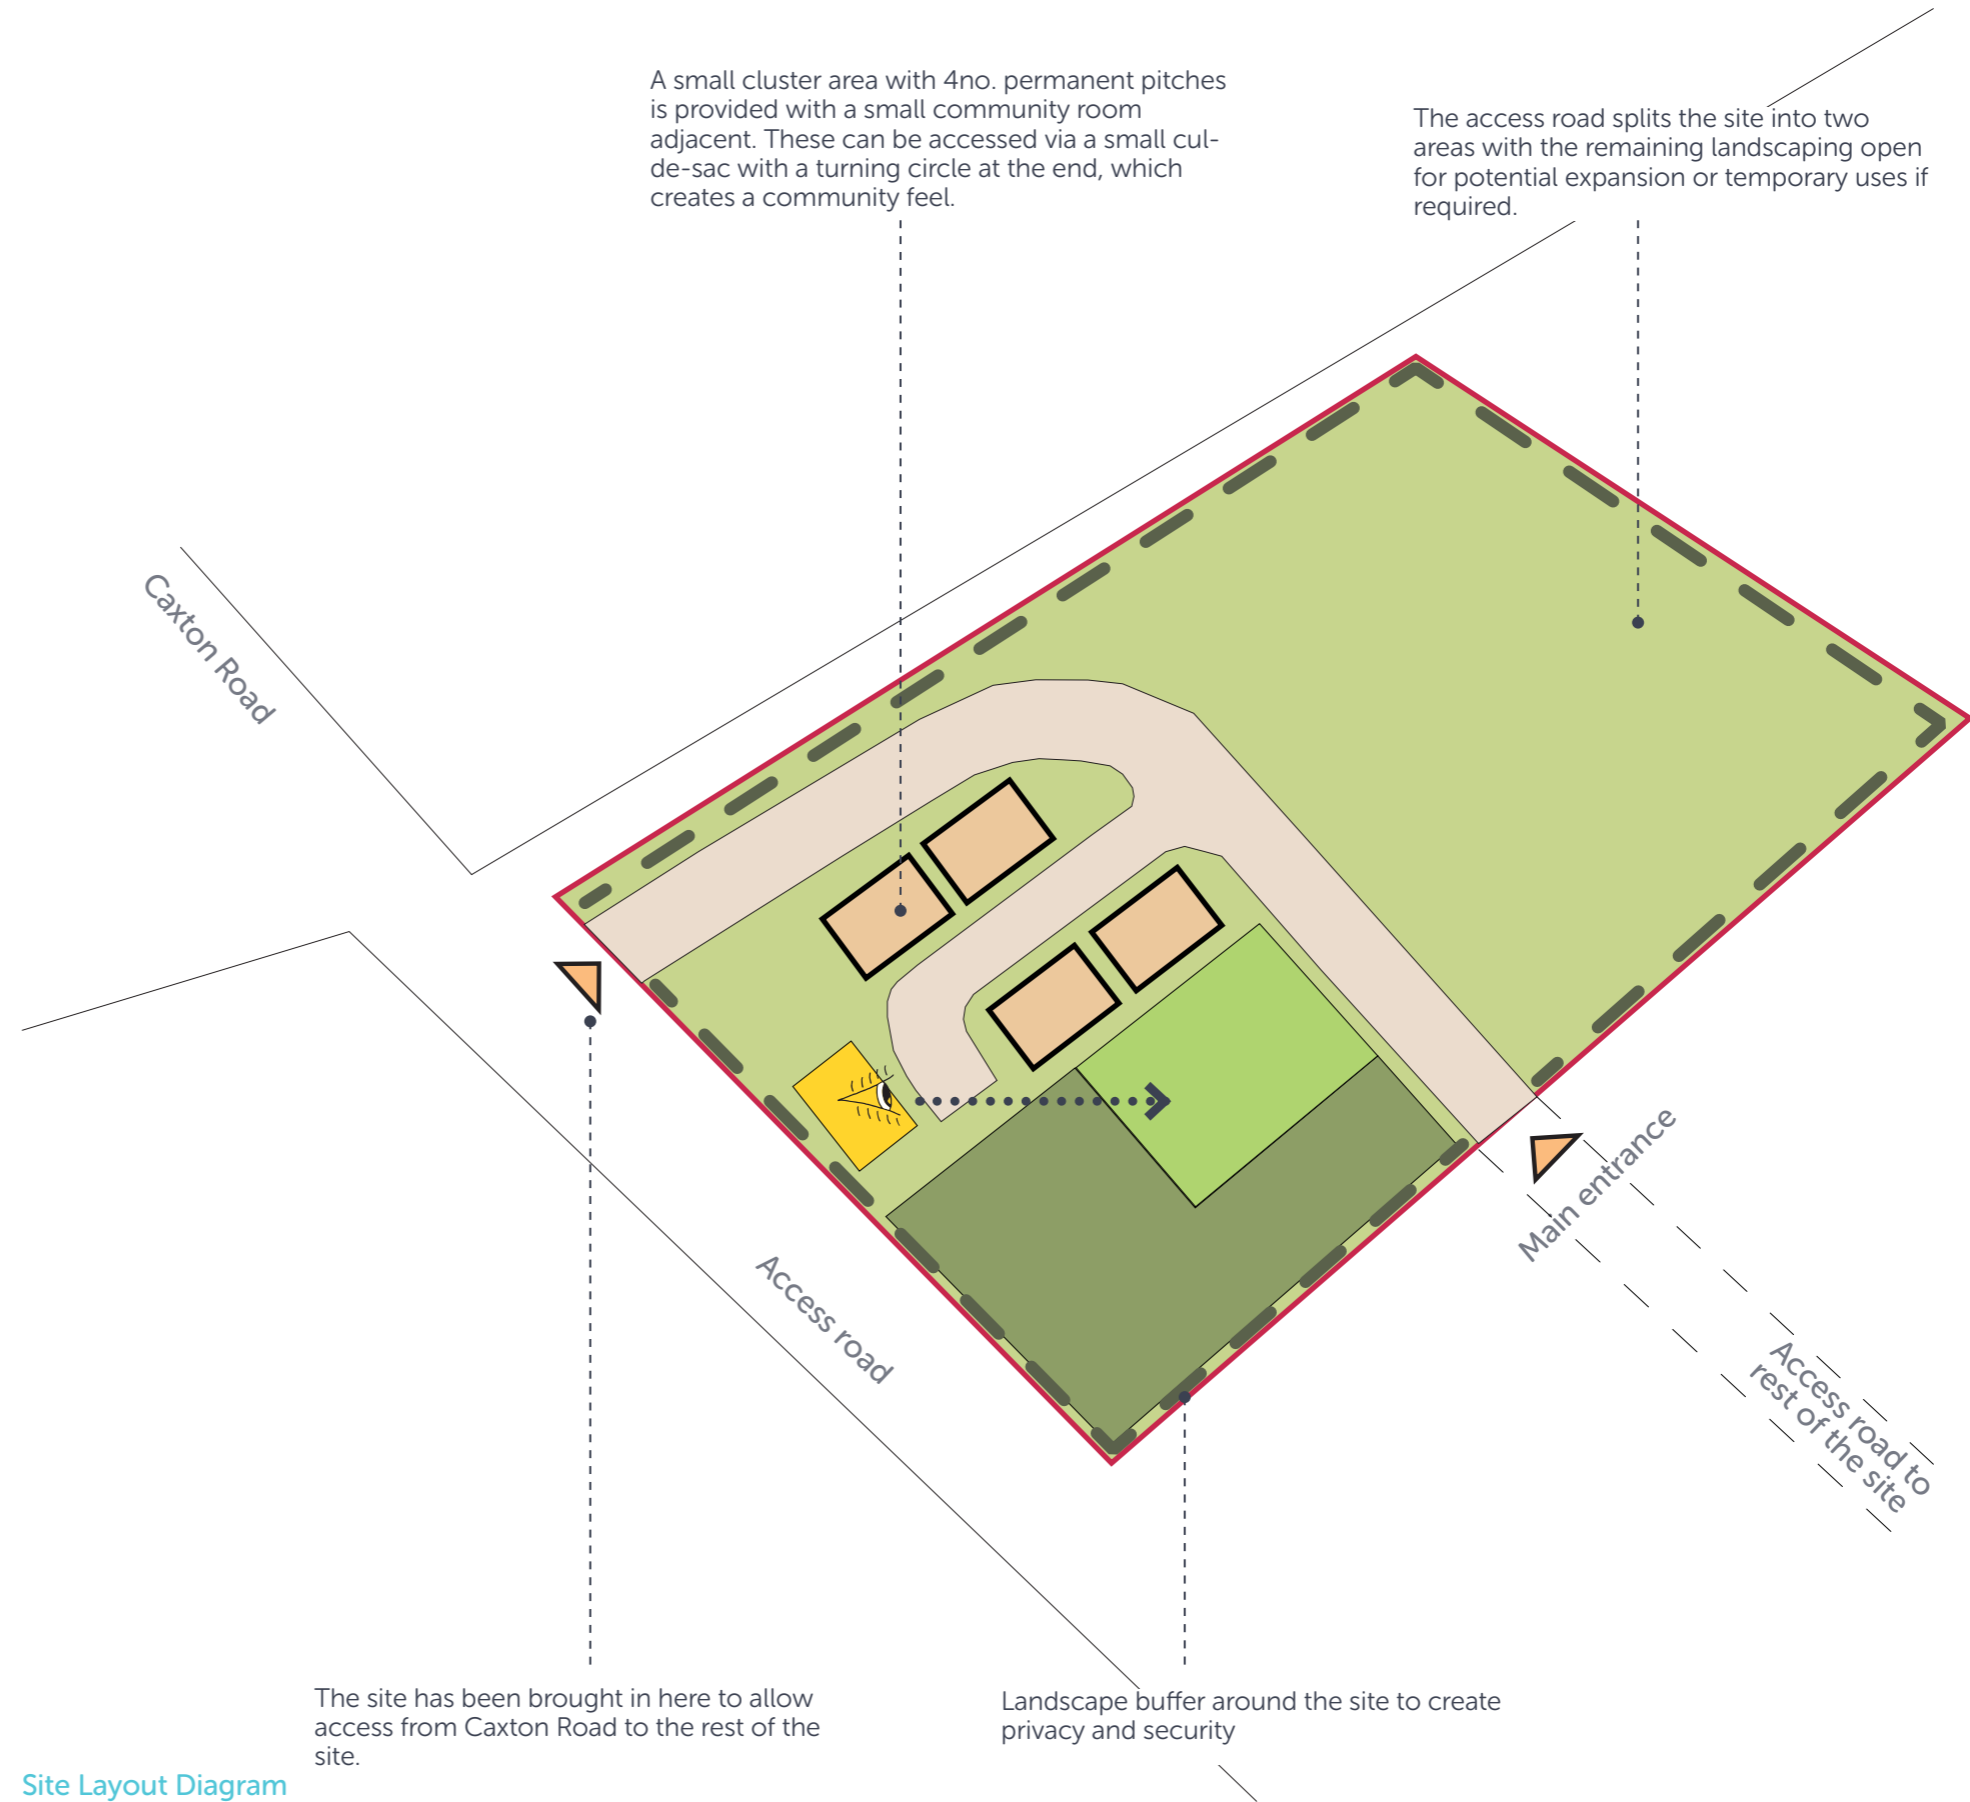 A small cluster area with 4no. permanent pitches
is provided with a small community room
adjacent. These can be accessed via a small cul-
de-sac with a turning circle at the end, which
creates a community feel.
The access road splits the site into two
areas with the remaining landscaping open
for potential expansion or temporary uses if
required.
Caxton Road
Main entrance
Access road
Access road to
rest of the site
The site has been brought in here to allow
access from Caxton Road to the rest of the
site.
Landscape buffer around the site to create
privacy and security
Site Layout Diagram